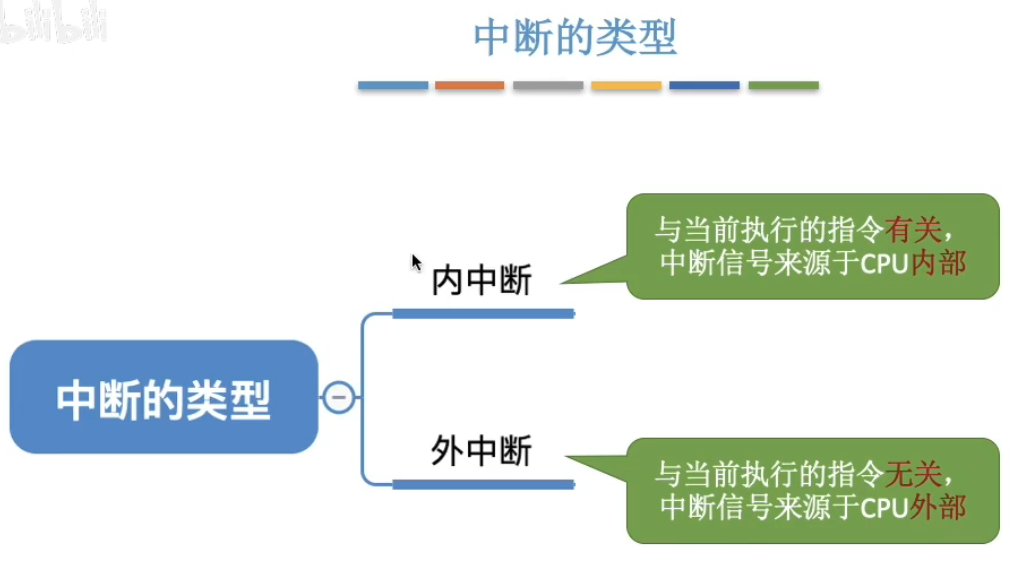 bilibili
中断的类型
与当前执行的指令有关，
中断信号来源于CPU内部
内中断
中断的类型
外中断
与当前执行的指令无关，
中断信号来源于CPU外部